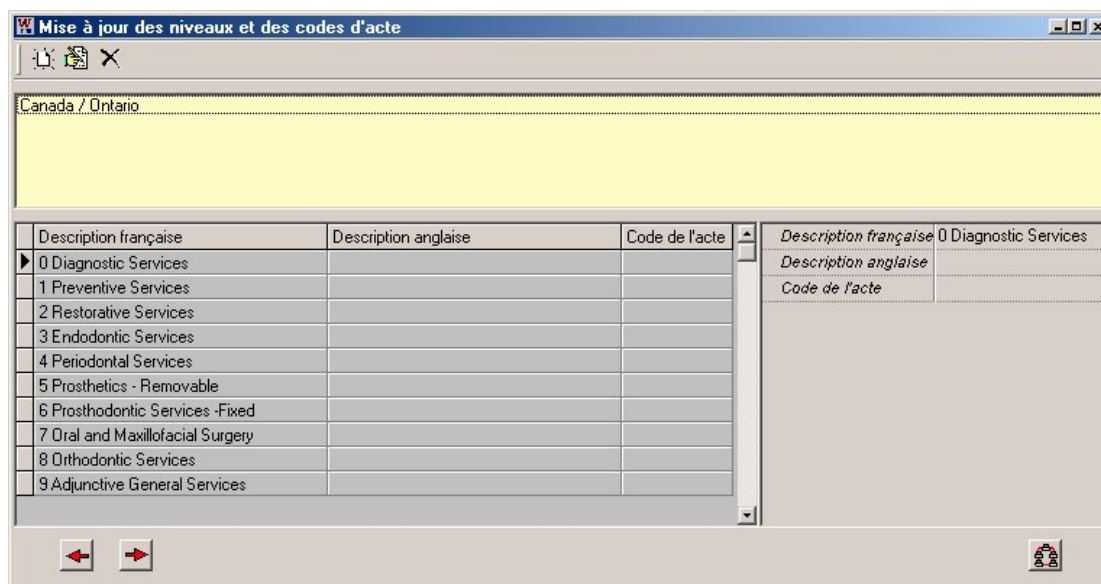 Mise à jour des niveaux et des codes d'acte
Canada / Ontario
Description française Description anglaise Code de l'acte
0 Diagnostic Services
1 Preventive Services
2 Restorative Services
3 Endodontic Services
4 Periodontal Services
5 Prosthetics - Removable
6 Prosthodontic Services -Fixed
7 Oral and Maxillofacial Surgery
8 Orthodontic Services
9 Adjunctive General Services
Description française 0 Diagnostic Services
Description anglaise
Code de l'acte